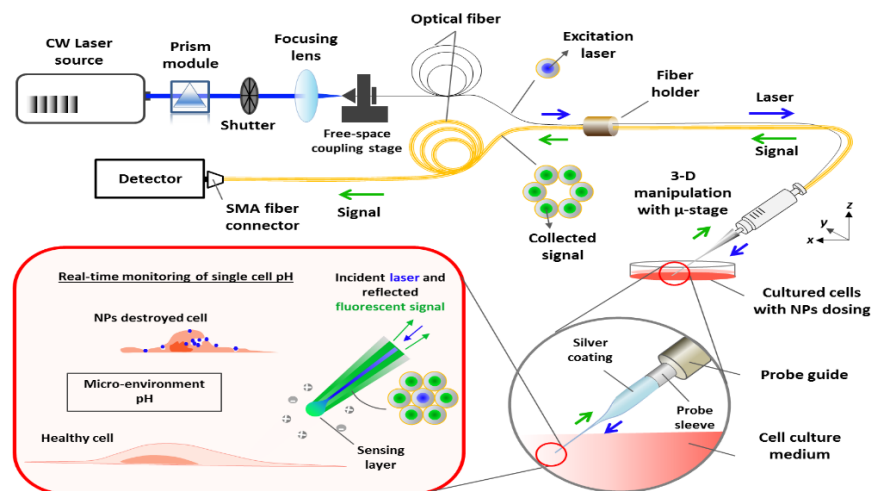 CW Laser
source
Prism
module
Focusing
lens
Shutter
Free-space
coupling stage
Optical fiber
Excitation
laser
Fiber
holder
Laser
Signal
Detector
SMA fiber
connector
Signal
Collected
signal
3-D
manipulation
with μ-stage
z
y
x
Cultured cells
with NPs dosing
Real-time monitoring of single cell pH
NPs destroyed cell
Micro-environment
pH
Healthy cell
Incident laser and
reflected
fluorescent signal
Sensing
layer
Silver
coating
Probe guide
Probe
sleeve
Cell culture
medium